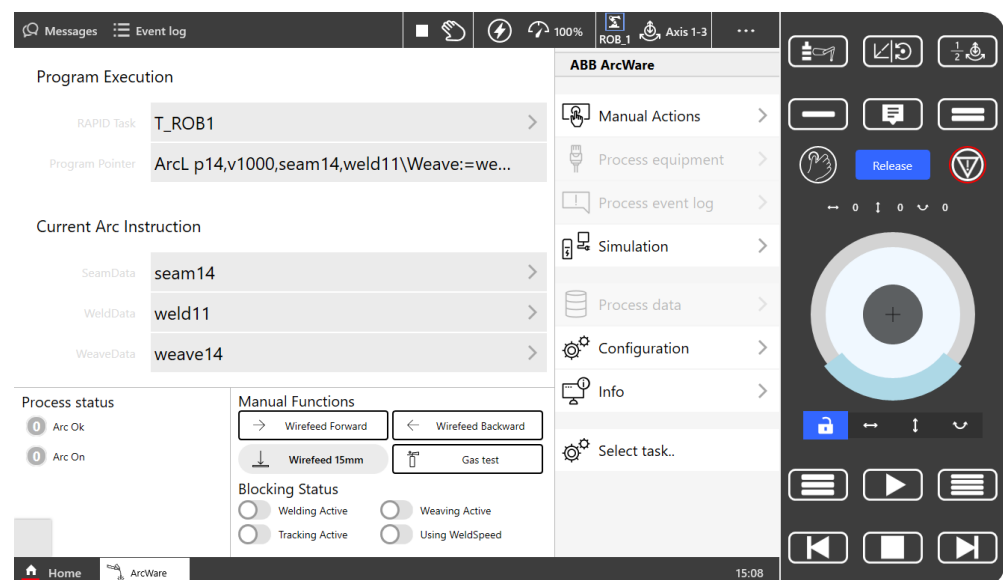 Messages
Event log
100%
ROB_1
Axis 1-3
...
Program Execution
RAPID Task
T_ROB1
Program Pointer
ArcL p14,v1000,seam14,weld11\Weave:=we...
Current Arc Instruction
SeamData
seam14
WeldData
weld11
WeaveData
weave14
Process status
0
Arc Ok
0
Arc On
Manual Functions
Wirefeed Forward
Wirefeed Backward
Wirefeed 15mm
Gas test
Blocking Status
Welding Active
Weaving Active
Tracking Active
Using WeldSpeed
ABB ArcWare
Manual Actions
Process equipment
Process event log
Simulation
Process data
Configuration
Info
Select task..
Home
ArcWare
15:08
1
2
Release
0
0
0